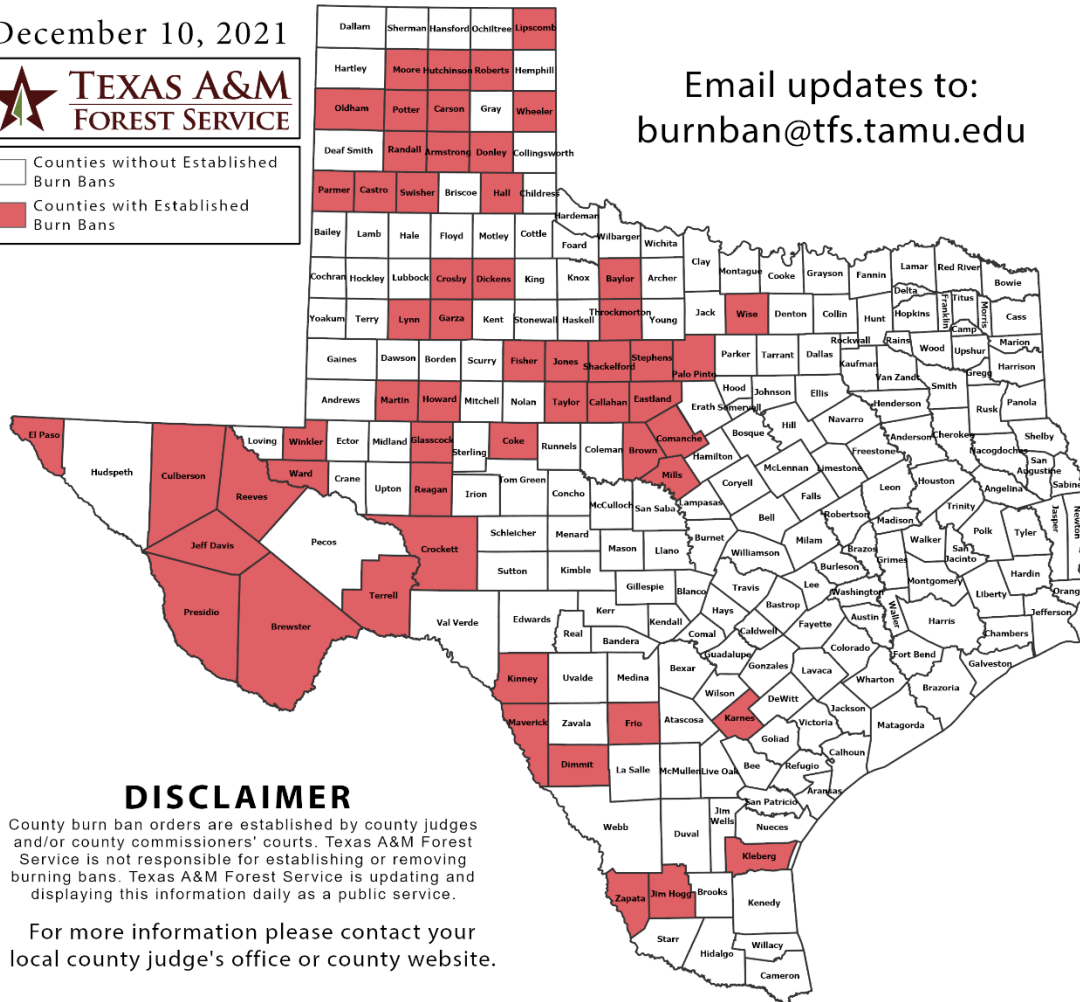 December 10, 2021
TEXAS A&M
FOREST SERVICE
Counties without Established
Burn Bans
Counties with Established
Burn Bans
Email updates to:
burnban@tfs.tamu.edu
Dallam Sherman Hansford Ochiltree Lipscomb
Hartley Moore Hutchinson Roberts Hemphill
Oldham Potter Carson Gray Wheeler
Deaf Smith Randall Armstrong Donley Collingsworth
Parmer Castro Swisher Briscoe Hall Childress
Hardeman
Bailey Lamb Hale Floyd Motley Cottle Foard Wilbarger Wichita
Clay Montague Cooke Grayson Fannin Lamar Red River Bowie
Cochran Hockley Lubbock Crosby Dickens King Knox Baylor Archer
Delta Franklin Titus Morris Cass
Yoakum Terry Lynn Garza Kent Stonewall Haskell Throckmorton Young Jack Wise Denton Collin Hunt Hopkins Camp
Rockwall Rains Wood Upshur Marion
Gaines Dawson Borden Scurry Fisher Jones Shackelford Stephens Palo Pinto Parker Tarrant Dallas Kaufman Van Zandt Gregg Harrison
Andrews Martin Howard Mitchell Nolan Taylor Callahan Eastland Erath Hood Somervell Johnson Ellis Henderson Smith Rusk Panola
El Paso Hudspeth Culberson Reeves Loving Winkler Ector Midland Glasscock Sterling Coke Runnels Coleman Brown Comanche Hamilton Bosque Hill Navarro Freestone Anderson Cherokee Nacogdoches Shelby
Ward Crane Upton Reagan Irion Tom Green Concho McCulloch San Saba Mills Lampasas Coryell McLennan Limestone Falls Leon Houston Angelina San Augustine Sabine
Jeff Davis Pecos Crockett Schleicher Menard Mason Llano Burnet Bell Milam Robertson Madison Trinity Polk Tyler Jasper Newton
Presidio Brewster Terrell Sutton Kimble Gillespie Blanco Williamson Travis Lee Burleson Brazos Grimes Walker San Jacinto Hardin
Val Verde Edwards Real Kerr Bandera Kendall Comal Hays Caldwell Bastrop Fayette Washington Austin Waller Montgomery Liberty Orange Jefferson
Kinney Uvalde Medina Bexar Guadalupe Gonzales Lavaca Colorado Fort Bend Harris Chambers Galveston
Maverick Zavala Frio Atascosa Wilson Karnes DeWitt Victoria Jackson Wharton Matagorda Brazoria
Dimmit La Salle McMullen Live Oak Bee Goliad Refugio Calhoun Aransas
Webb Duval Jim Wells San Patricio Nueces
Kleberg
Zapata Jim Hogg Brooks Kenedy
Starr Hidalgo Willacy
Cameron
DISCLAIMER
County burn ban orders are established by county judges
and/or county commissioners' courts. Texas A&M Forest
Service is not responsible for establishing or removing
burning bans. Texas A&M Forest Service is updating and
displaying this information daily as a public service.
For more information please contact your
local county judge's office or county website.